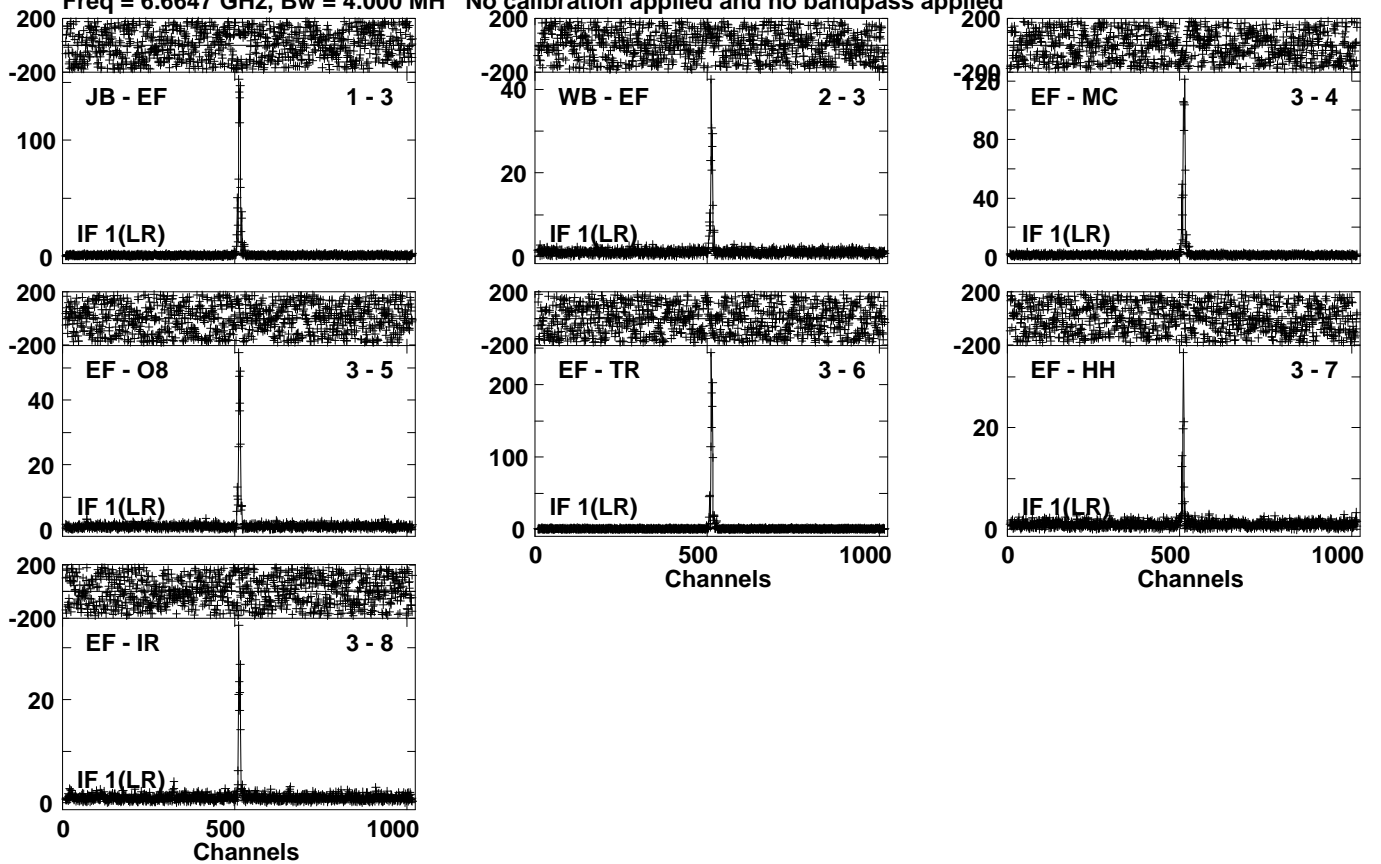 Freq = 6.6647 GHz, Bw = 4.000 MH No calibration applied and no bandpass applied
200
-200
JB - EF 1 - 3
100
IF 1(LR)
0
200
-200
40
WB - EF 2 - 3
20
IF 1(LR)
0
200
-200
120
EF - MC 3 - 4
80
40
IF 1(LR)
0
200
-200
EF - O8 3 - 5
40
20
IF 1(LR)
0
200
-200
EF - TR 3 - 6
200
100
IF 1(LR)
0
0 500 1000
Channels
200
-200
EF - HH 3 - 7
20
IF 1(LR)
0
0 500 1000
Channels
200
-200
EF - IR 3 - 8
20
IF 1(LR)
0
0 500 1000
Channels